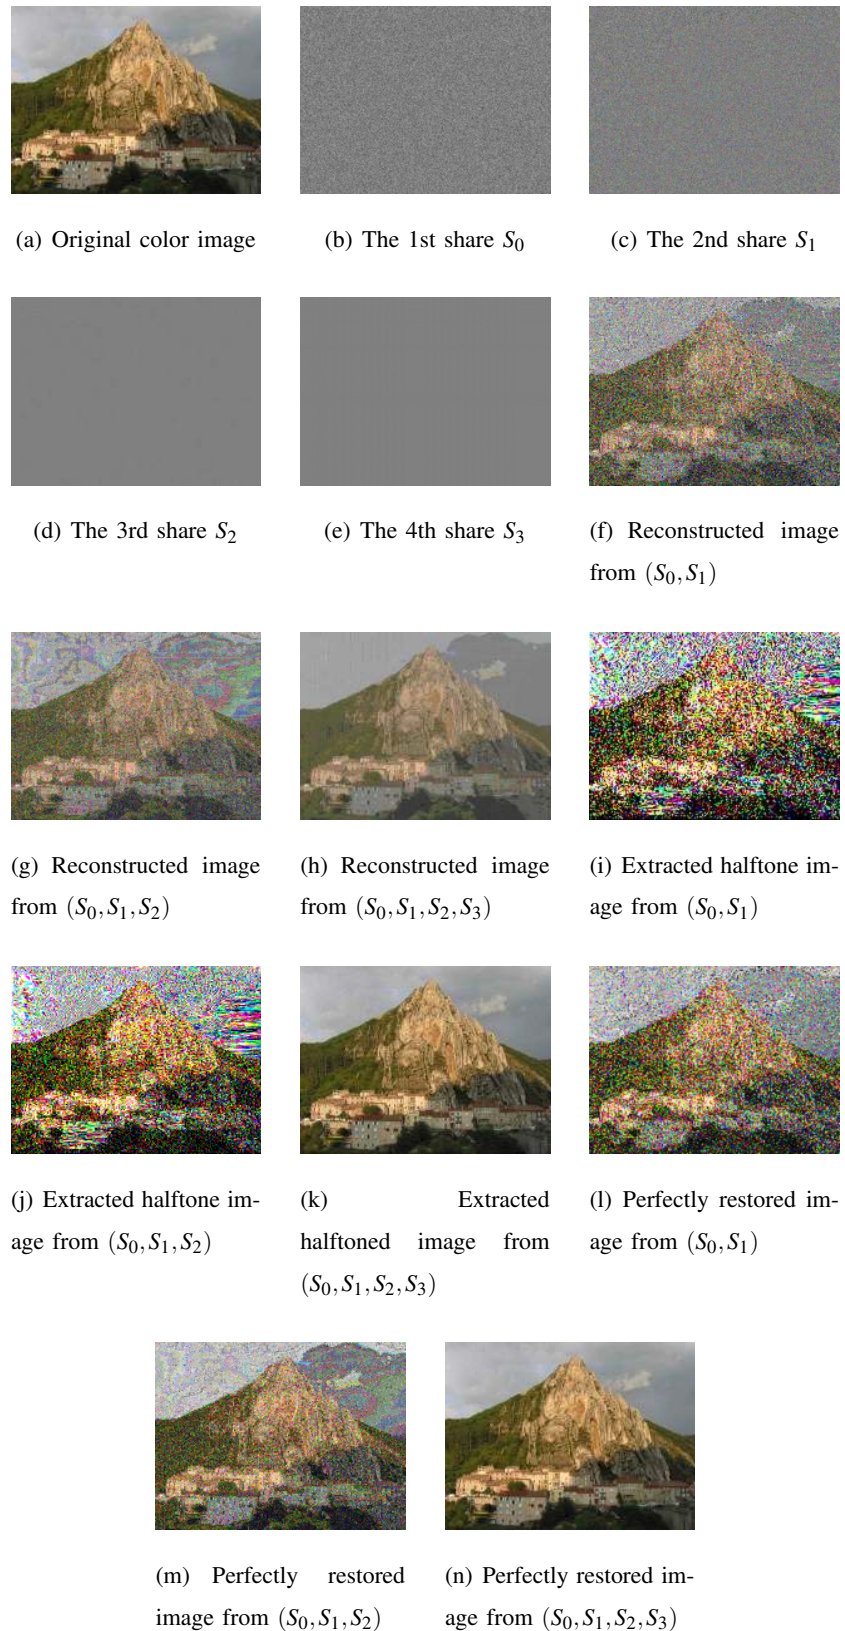 (a) Original color image
(b) The 1st share S₀
(c) The 2nd share S₁
(d) The 3rd share S₂
(e) The 4th share S₃
(f) Reconstructed image
from (S₀,S₁)
(g) Reconstructed image
from (S₀,S₁,S₂)
(h) Reconstructed image
from (S₀,S₁,S₂,S₃)
(i) Extracted halftone im-
age from (S₀,S₁)
(j) Extracted halftone im-
age from (S₀,S₁,S₂)
(k) Extracted
halftoned image from
(S₀,S₁,S₂,S₃)
(l) Perfectly restored im-
age from (S₀,S₁)
(m) Perfectly restored
image from (S₀,S₁,S₂)
(n) Perfectly restored im-
age from (S₀,S₁,S₂,S₃)